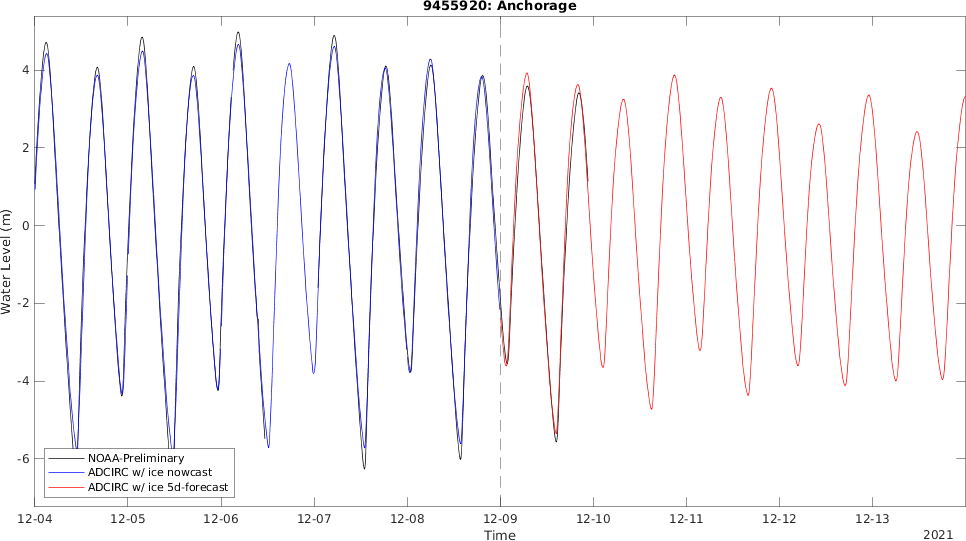 9455920: Anchorage
Water Level (m)
4
2
0
-2
-4
-6
NOAA-Preliminary
ADCIRC w/ ice nowcast
ADCIRC w/ ice 5d-forecast
12-04
12-05
12-06
12-07
12-08
12-09
12-10
12-11
12-12
12-13
Time
2021